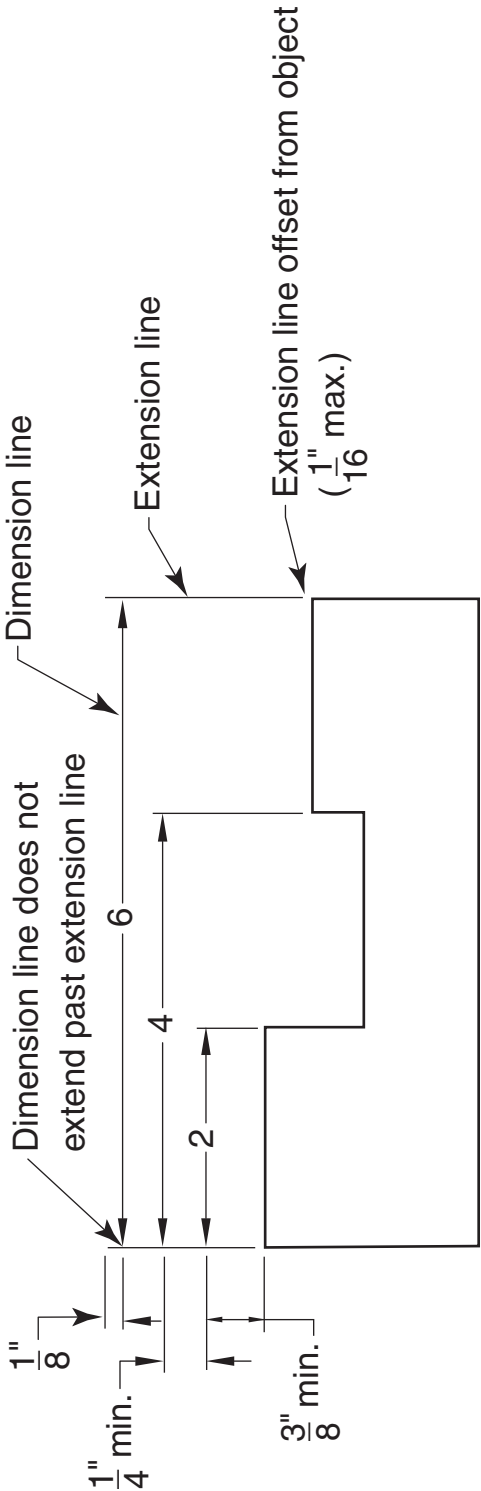 Dimension line does not
extend past extension line
Dimension line
Extension line
Extension line offset from object
(1/16" max.)
1/8"
1/4" min.
3/8" min.
6
4
2